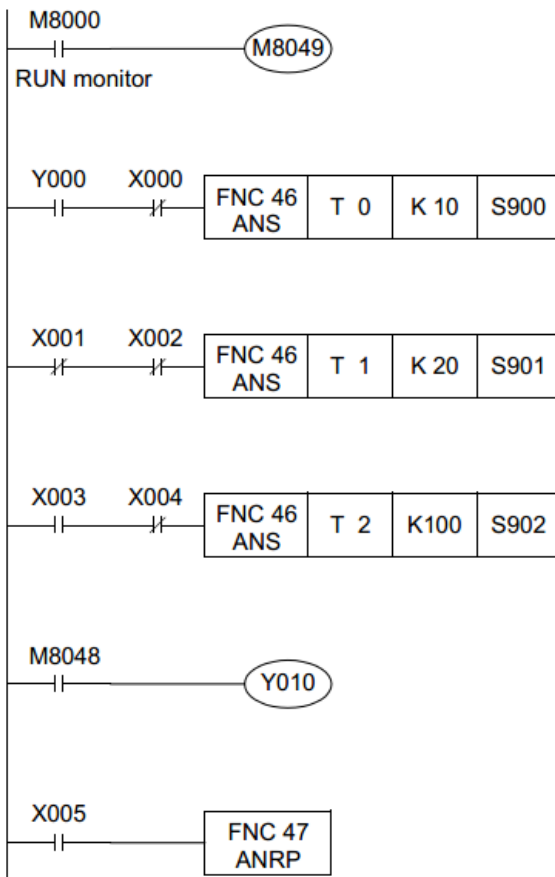 M8000
M8049
RUN monitor
Y000 X000
FNC 46 ANS T 0 K 10 S900
X001 X002
FNC 46 ANS T 1 K 20 S901
X003 X004
FNC 46 ANS T 2 K100 S902
M8048
Y010
X005
FNC 47 ANRP